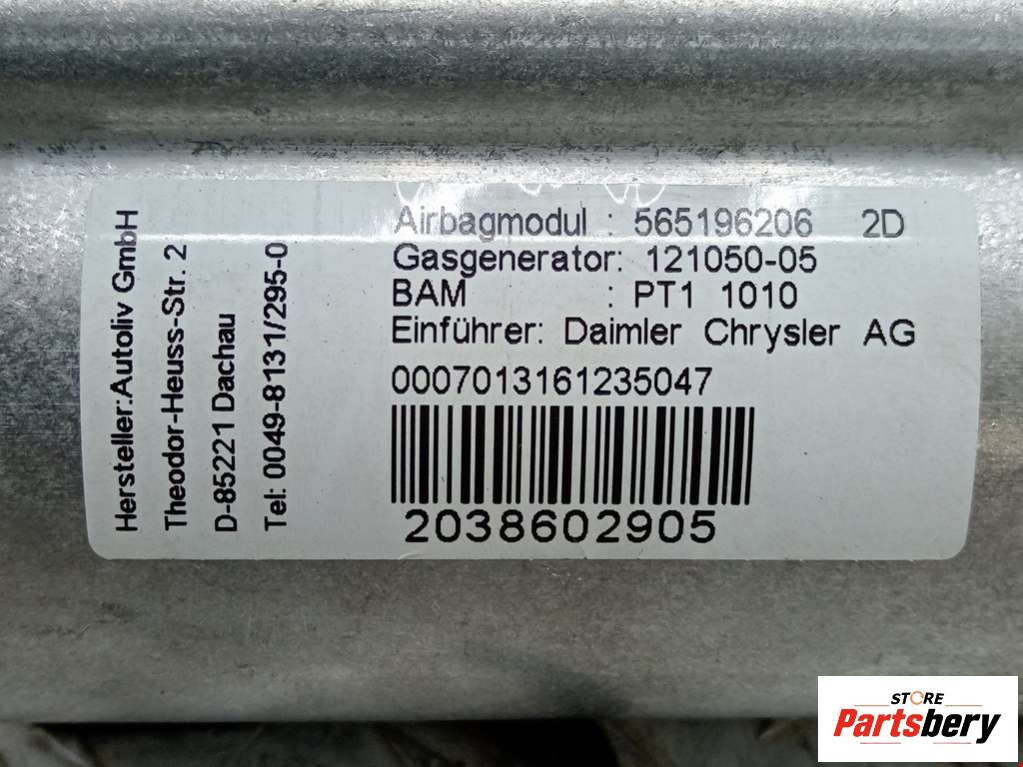 Airbagmodul : 565196206 2D
Gasgenerator: 121050-05
BAM : PT1 1010
Einführer: Daimler Chrysler AG
0007013161235047
2038602905
Hersteller:Autoliv GmbH
Theodor-Heuss-Str. 2
D-85221 Dachau
Tel: 0049-8131/295-0
STORE
Partsbery